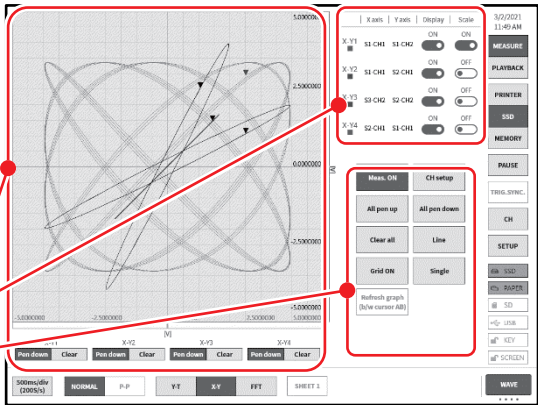 5.0000000
2.5000000
0.0000000
-2.5000000
-5.0000000
-5.0000000
-2.5000000
0.0000000
2.5000000
5.0000000
[V]
[V]
X axis Y axis Display Scale
X-Y1 S1-CH1 S1-CH2 ON ON
X-Y2 S1-CH1 S1-CH1 ON OFF
X-Y3 S3-CH2 S3-CH2 ON OFF
X-Y4 S2-CH1 S1-CH1 ON OFF
Meas. ON CH setup
All pen up All pen down
Clear all Line
Grid ON Single
Refresh graph
(b/w cursor AB)
X-Y1 X-Y2 X-Y3 X-Y4
Pen down Clear Pen down Clear Pen down Clear Pen down Clear
500ms/div
(200S/s)
NORMAL P-P Y-T X-Y FFT SHEET 1
3/2/2021
11:49 AM
MEASURE
PLAYBACK
PRINTER
SSD
MEMORY
PAUSE
TRIG.SYNC.
CH
SETUP
SSD
PAPER
SD
USB
KEY
SCREEN
WAVE